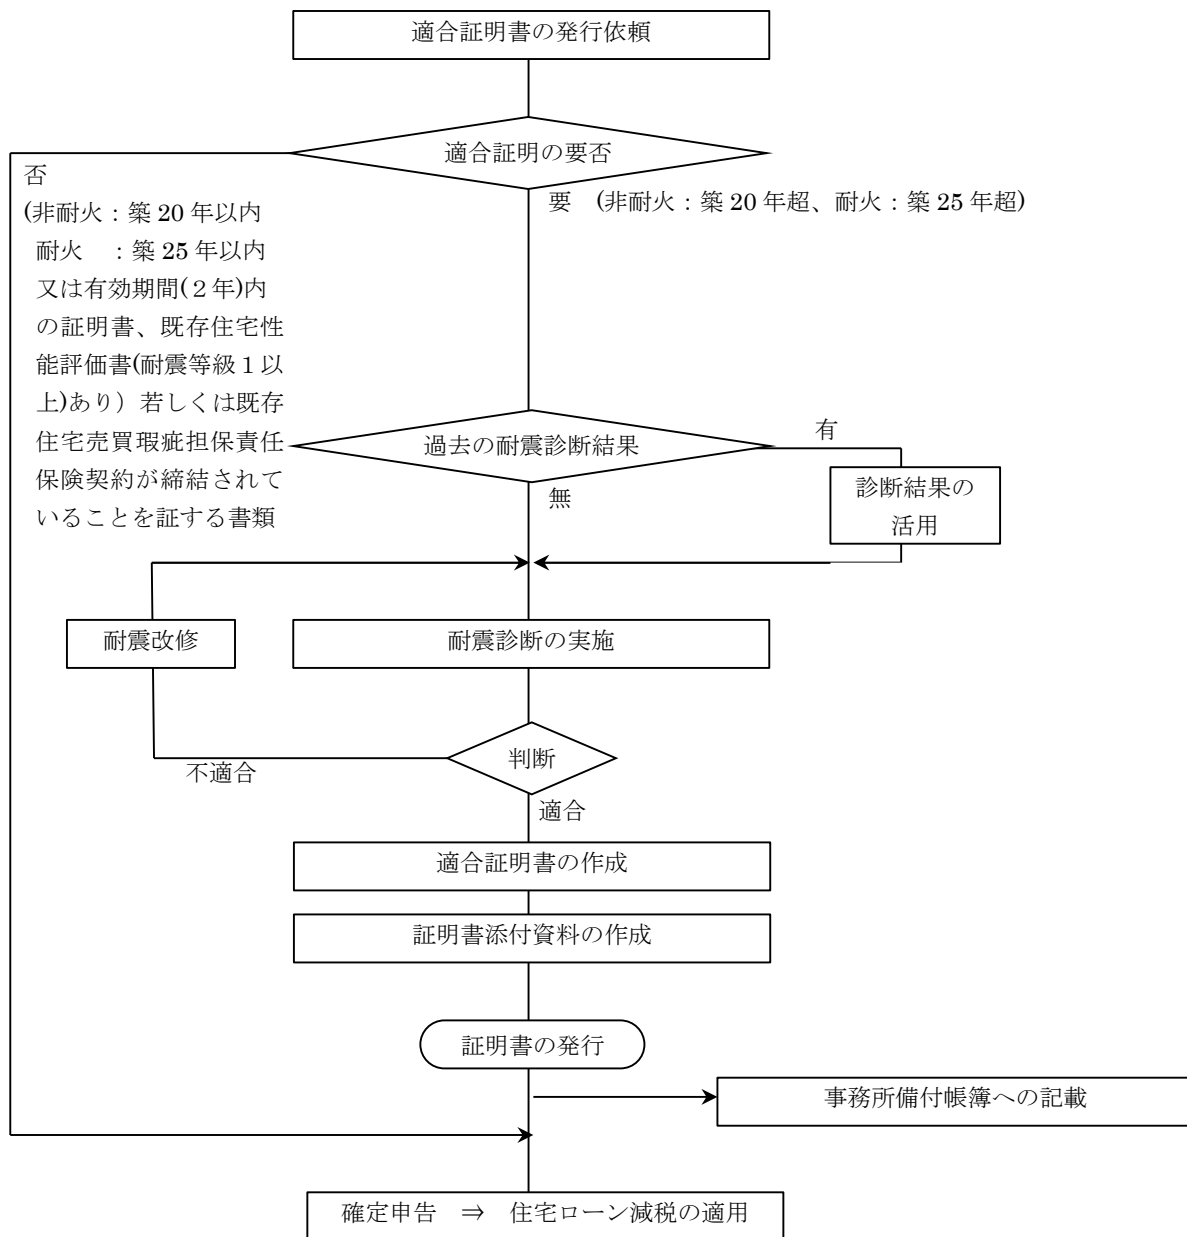 適合証明書の発行依頼
適合証明の要否
否
(非耐火：築 20 年以内
耐火　：築 25 年以内
又は有効期間(２年)内
の証明書、既存住宅性
能評価書(耐震等級１以
上)あり）若しくは既存
住宅売買瑕疵担保責任
保険契約が締結されて
いることを証する書類
要　(非耐火：築 20 年超、耐火：築 25 年超)
過去の耐震診断結果
有
無
診断結果の
活用
耐震改修
耐震診断の実施
判断
不適合
適合
適合証明書の作成
証明書添付資料の作成
証明書の発行
事務所備付帳簿への記載
確定申告　⇒　住宅ローン減税の適用